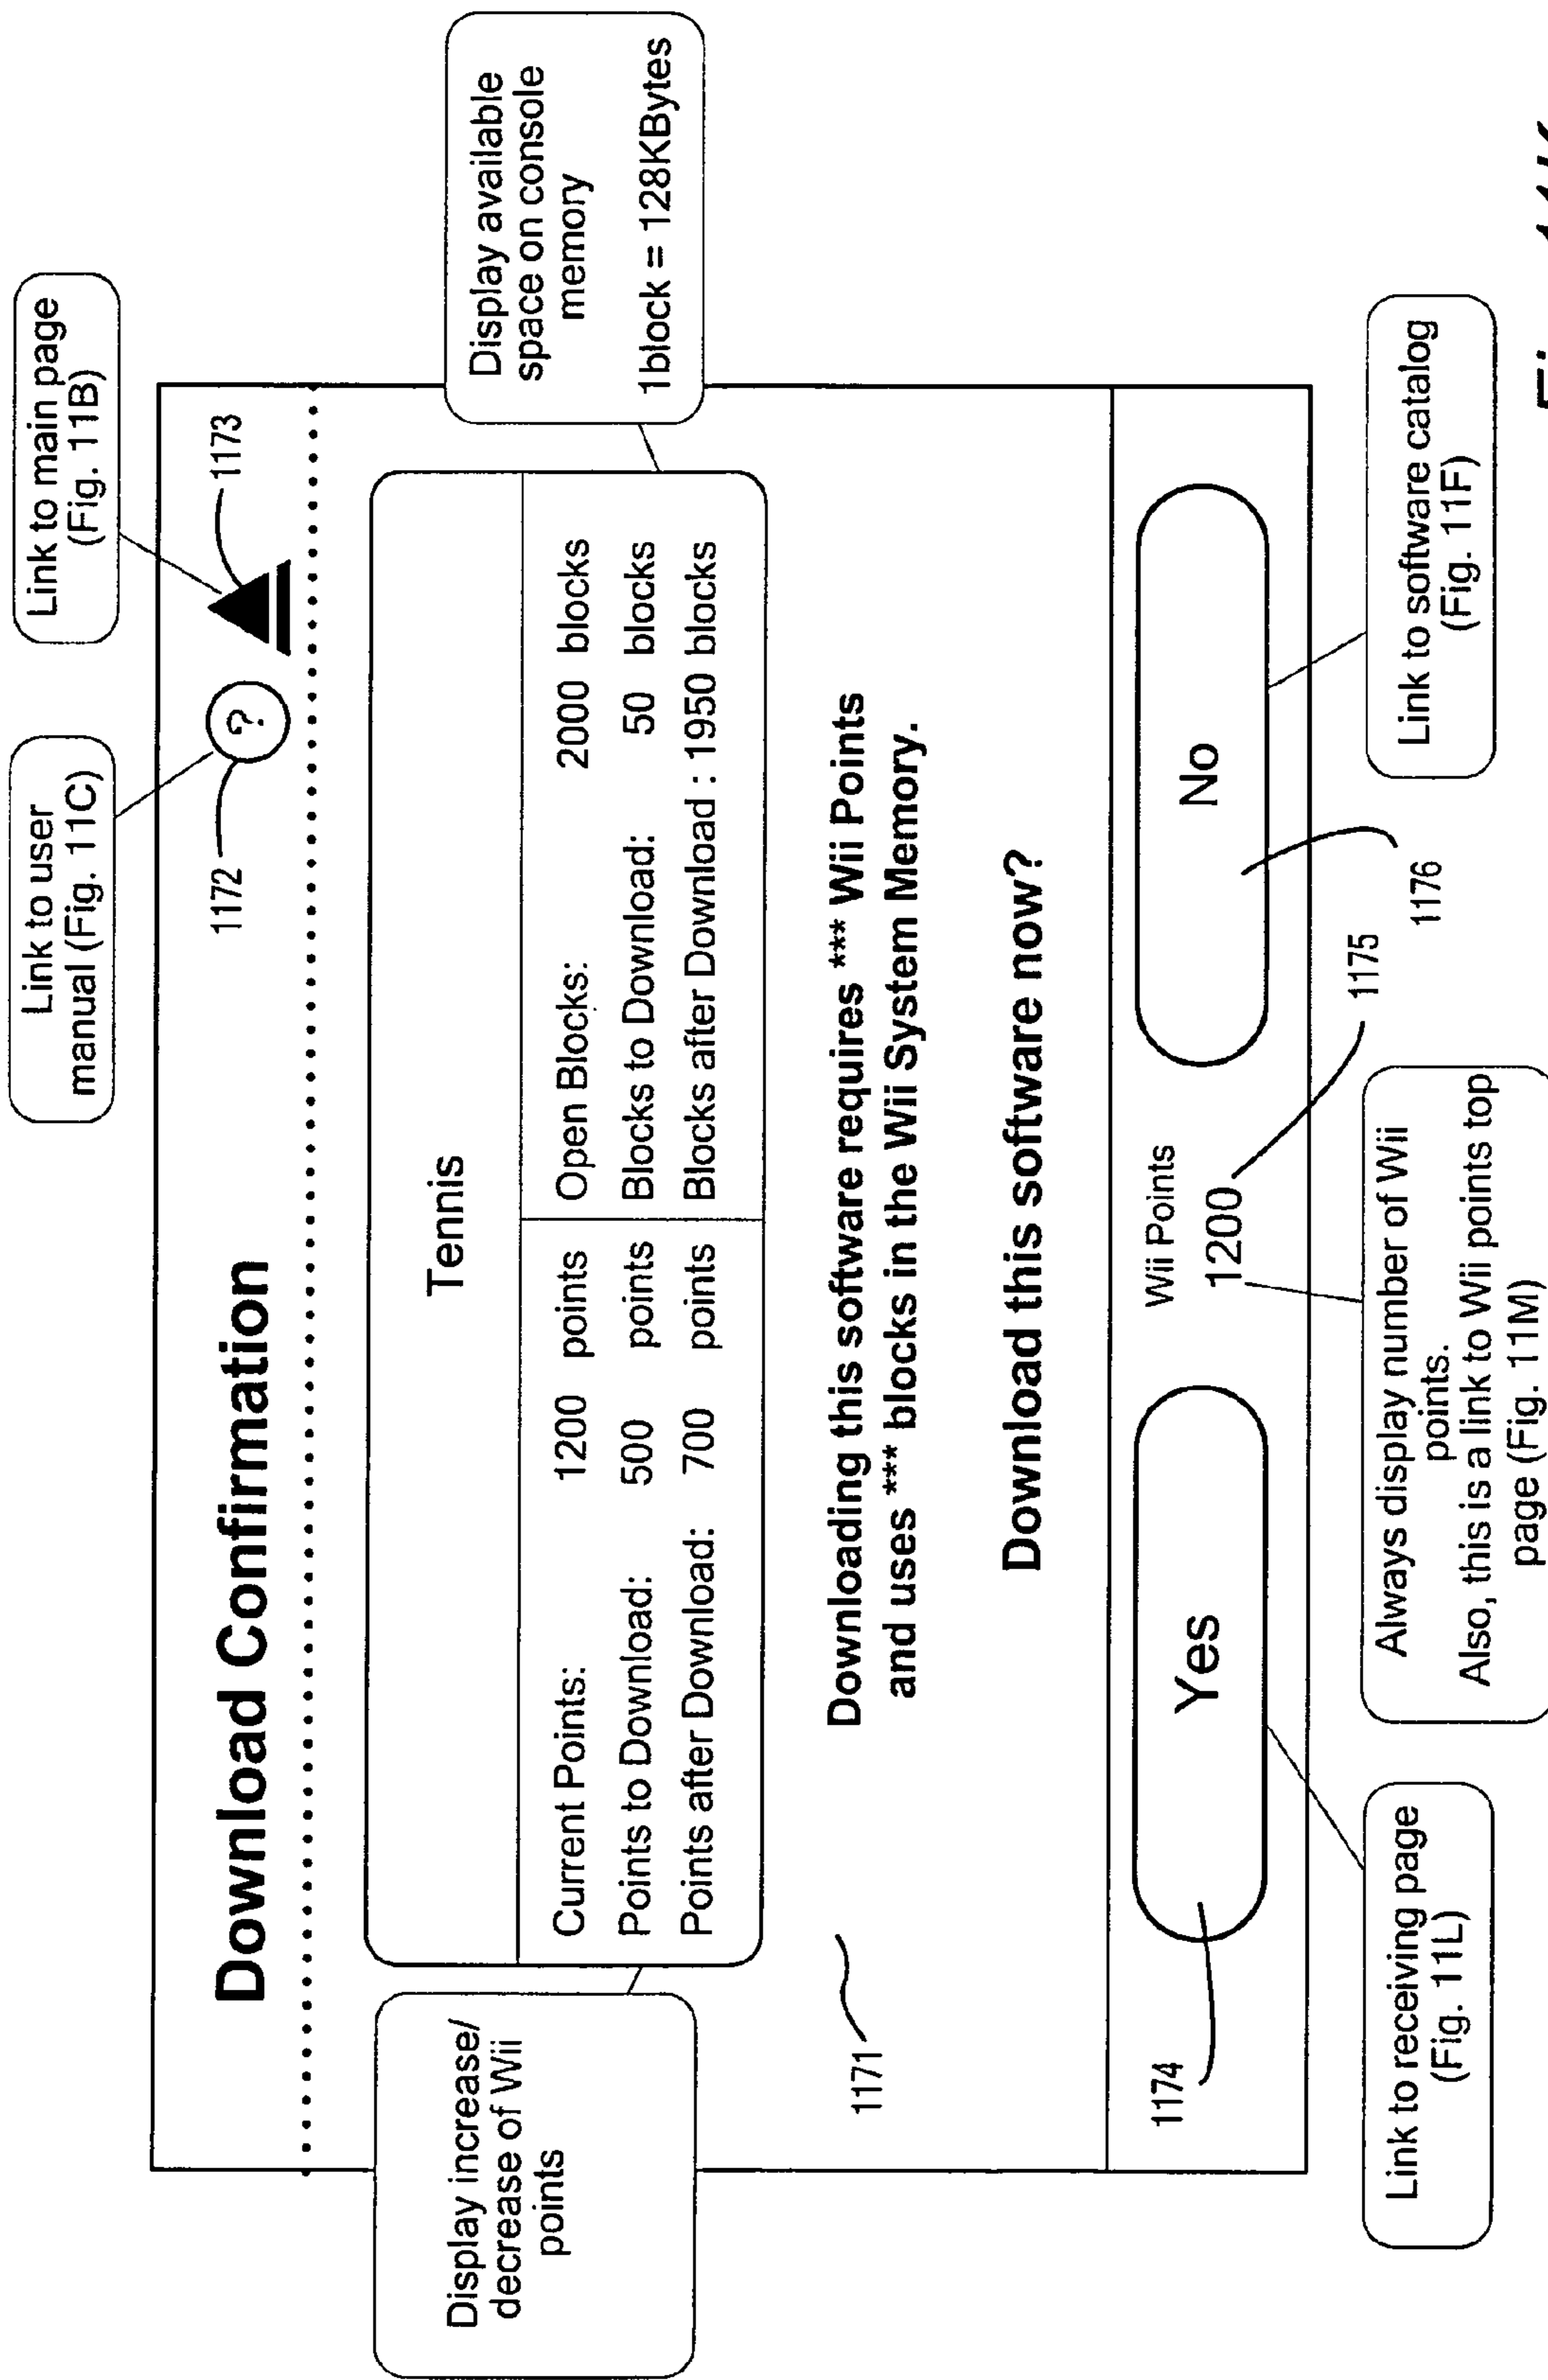 Link to user
manual (Fig. 11C)
Link to main page
(Fig. 11B)
Download Confirmation
1172
?
1173
Display increase/
decrease of Wii
points
Tennis
Current Points: 1200 points
Points to Download: 500 points
Points after Download: 700 points
Open Blocks: 2000 blocks
Blocks to Download: 50 blocks
Blocks after Download : 1950 blocks
Display available
space on console
memory
1block = 128KBytes
1171
Downloading this software requires *** Wii Points
and uses *** blocks in the Wii System Memory.
Download this software now?
1174
Yes
Wii Points
1200
No
1175
1176
Link to receiving page
(Fig. 11L)
Always display number of Wii
points.
Also, this is a link to Wii points top
page (Fig. 11M)
Link to software catalog
(Fig. 11F)